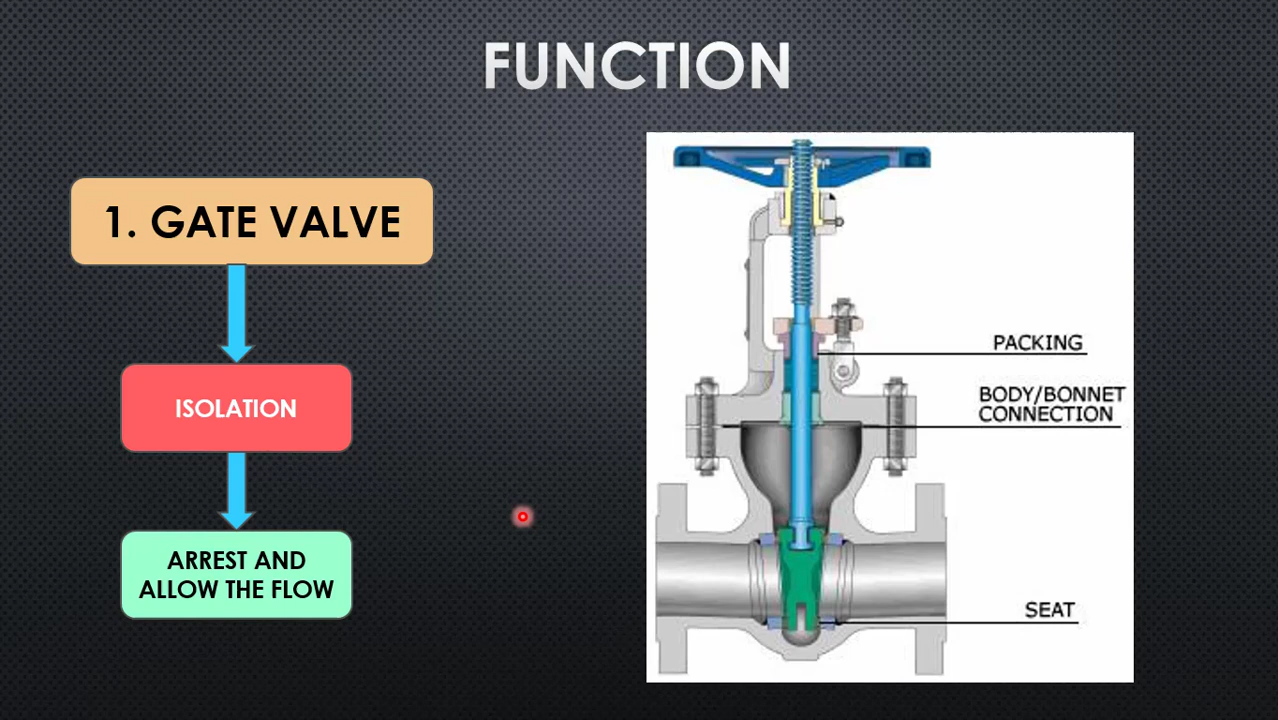 FUNCTION
1. GATE VALVE
ISOLATION
ARREST AND
ALLOW THE FLOW
PACKING
BODY/BONNET
CONNECTION
SEAT